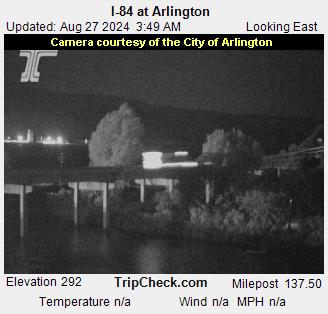 I-84 at Arlington
Updated: Aug 27 2024 3:49 AM Looking East
Camera courtesy of the City of Arlington
Elevation 292 TripCheck.com Milepost 137.50
Temperature n/a Wind n/a MPH n/a